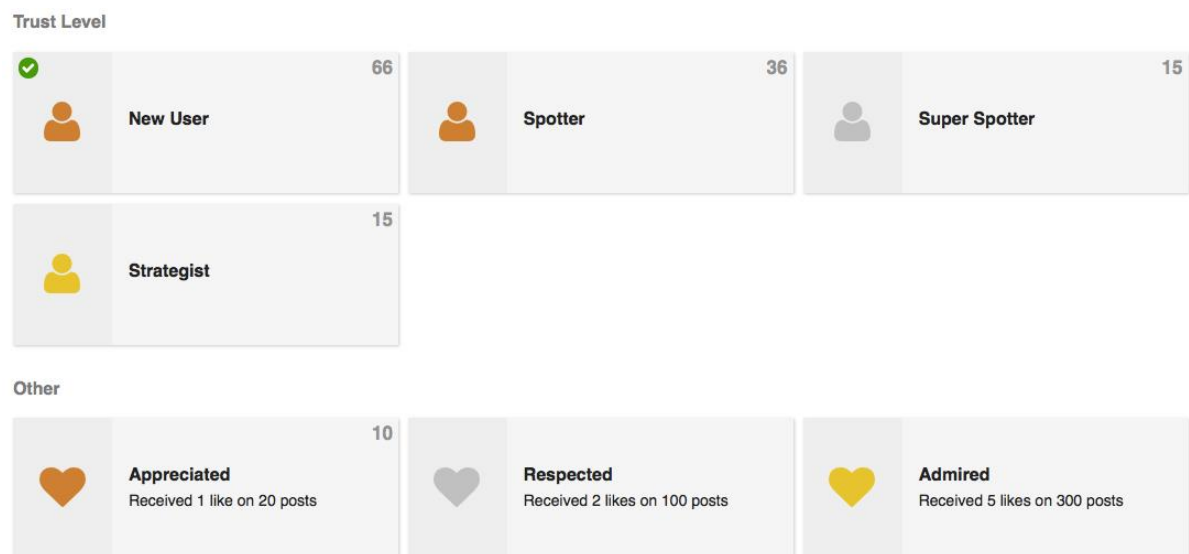 Trust Level
66
New User
36
Spotter
15
Super Spotter
15
Strategist
Other
10
Appreciated
Received 1 like on 20 posts
Respected
Received 2 likes on 100 posts
Admired
Received 5 likes on 300 posts